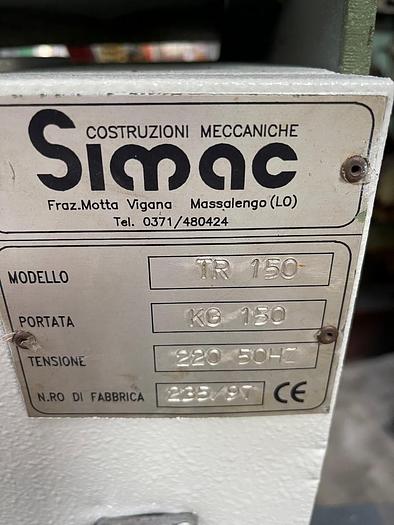 COSTRUZIONI MECCANICHE
Simac
Fraz.Motta Vigana Massalengo (LO)
Tel. 0371/480424
MODELLO TR 150
PORTATA KG 150
TENSIONE 220 50HZ
N.RO DI FABBRICA 235/97 CE